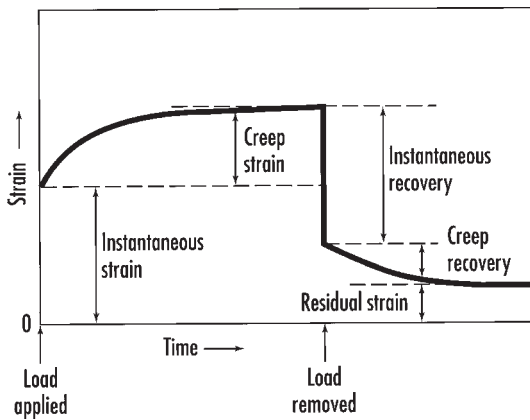 Strain
0
Creep
strain
Instantaneous
recovery
Instantaneous
strain
Creep
recovery
Residual strain
Time
Load
applied
Load
removed